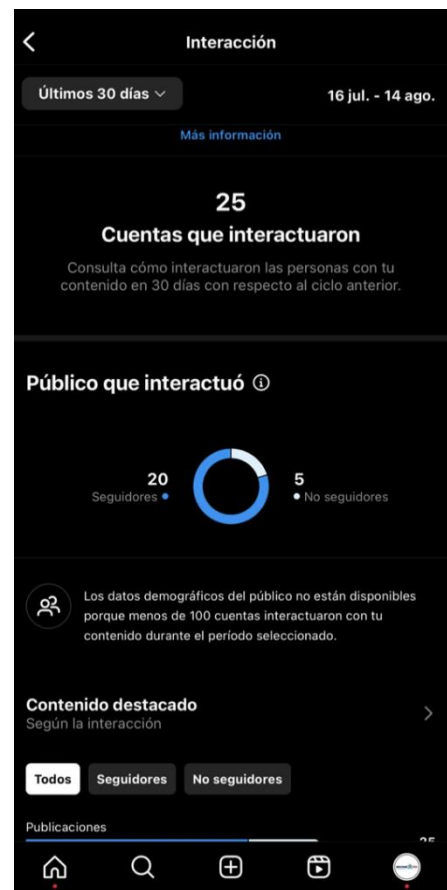 Interacción
Últimos 30 días
16 jul. - 14 ago.
Más información
25
Cuentas que interactuaron
Consulta cómo interactuaron las personas con tu
contenido en 30 días con respecto al ciclo anterior.
Público que interactuó
20
Seguidores
5
No seguidores
Los datos demográficos del público no están disponibles
porque menos de 100 cuentas interactuaron con tu
contenido durante el período seleccionado.
Contenido destacado
Según la interacción
Todos
Seguidores
No seguidores
Publicaciones